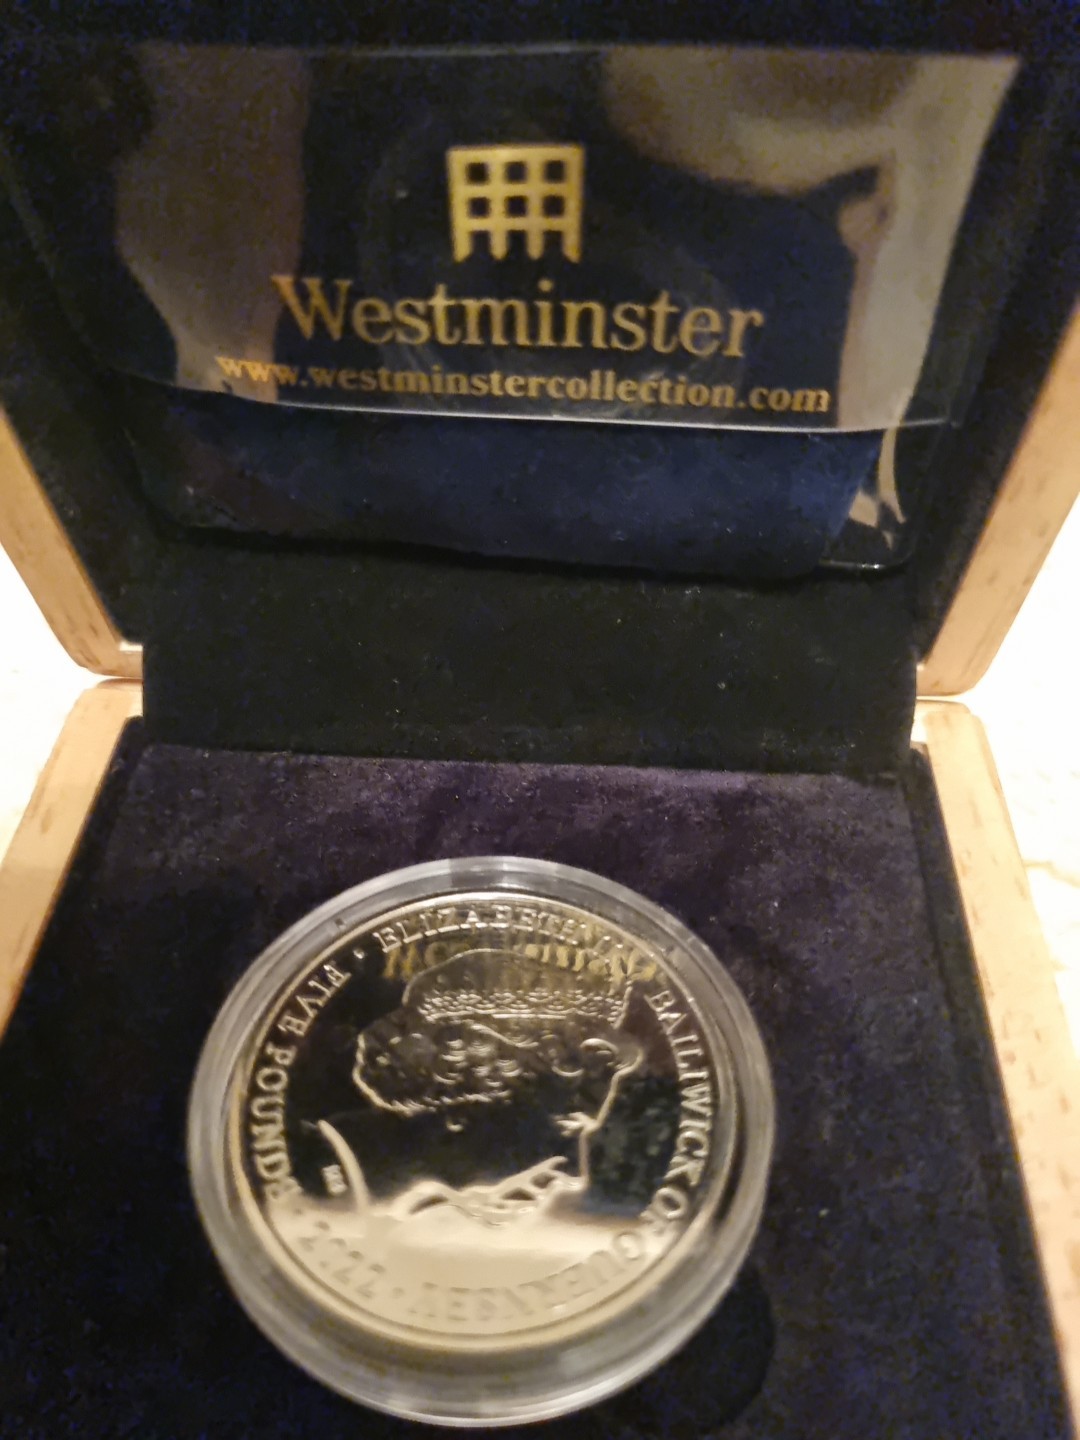 Westminster
www.westminstercollection.com
· ELIZABETH II · BAILIWICK OF GUERNSEY · 2022 · FIVE POUNDS